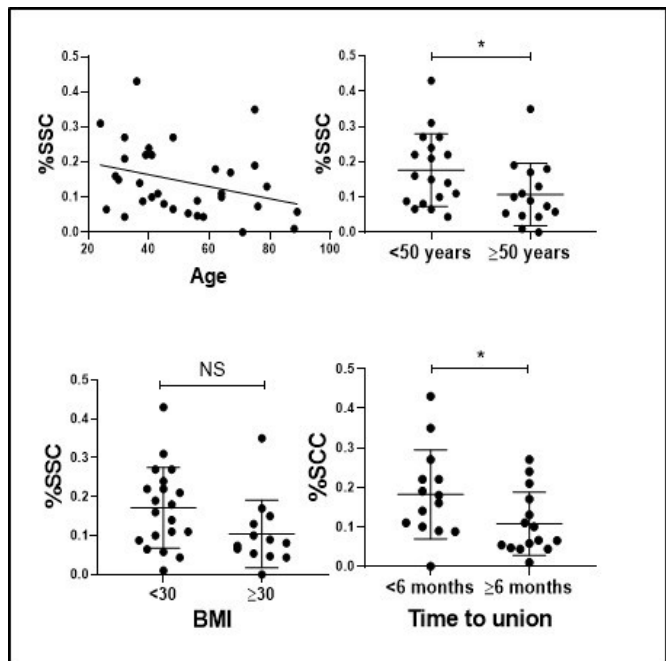 0.5
0.4
0.3
0.2
0.1
0.0
%SSC
20
40
60
80
100
Age
*
0.5
0.4
0.3
0.2
0.1
0.0
%SSC
<50 years
≥50 years
NS
0.5
0.4
0.3
0.2
0.1
0.0
%SSC
<30
≥30
BMI
*
0.5
0.4
0.3
0.2
0.1
0.0
%SCC
<6 months
≥6 months
Time to union